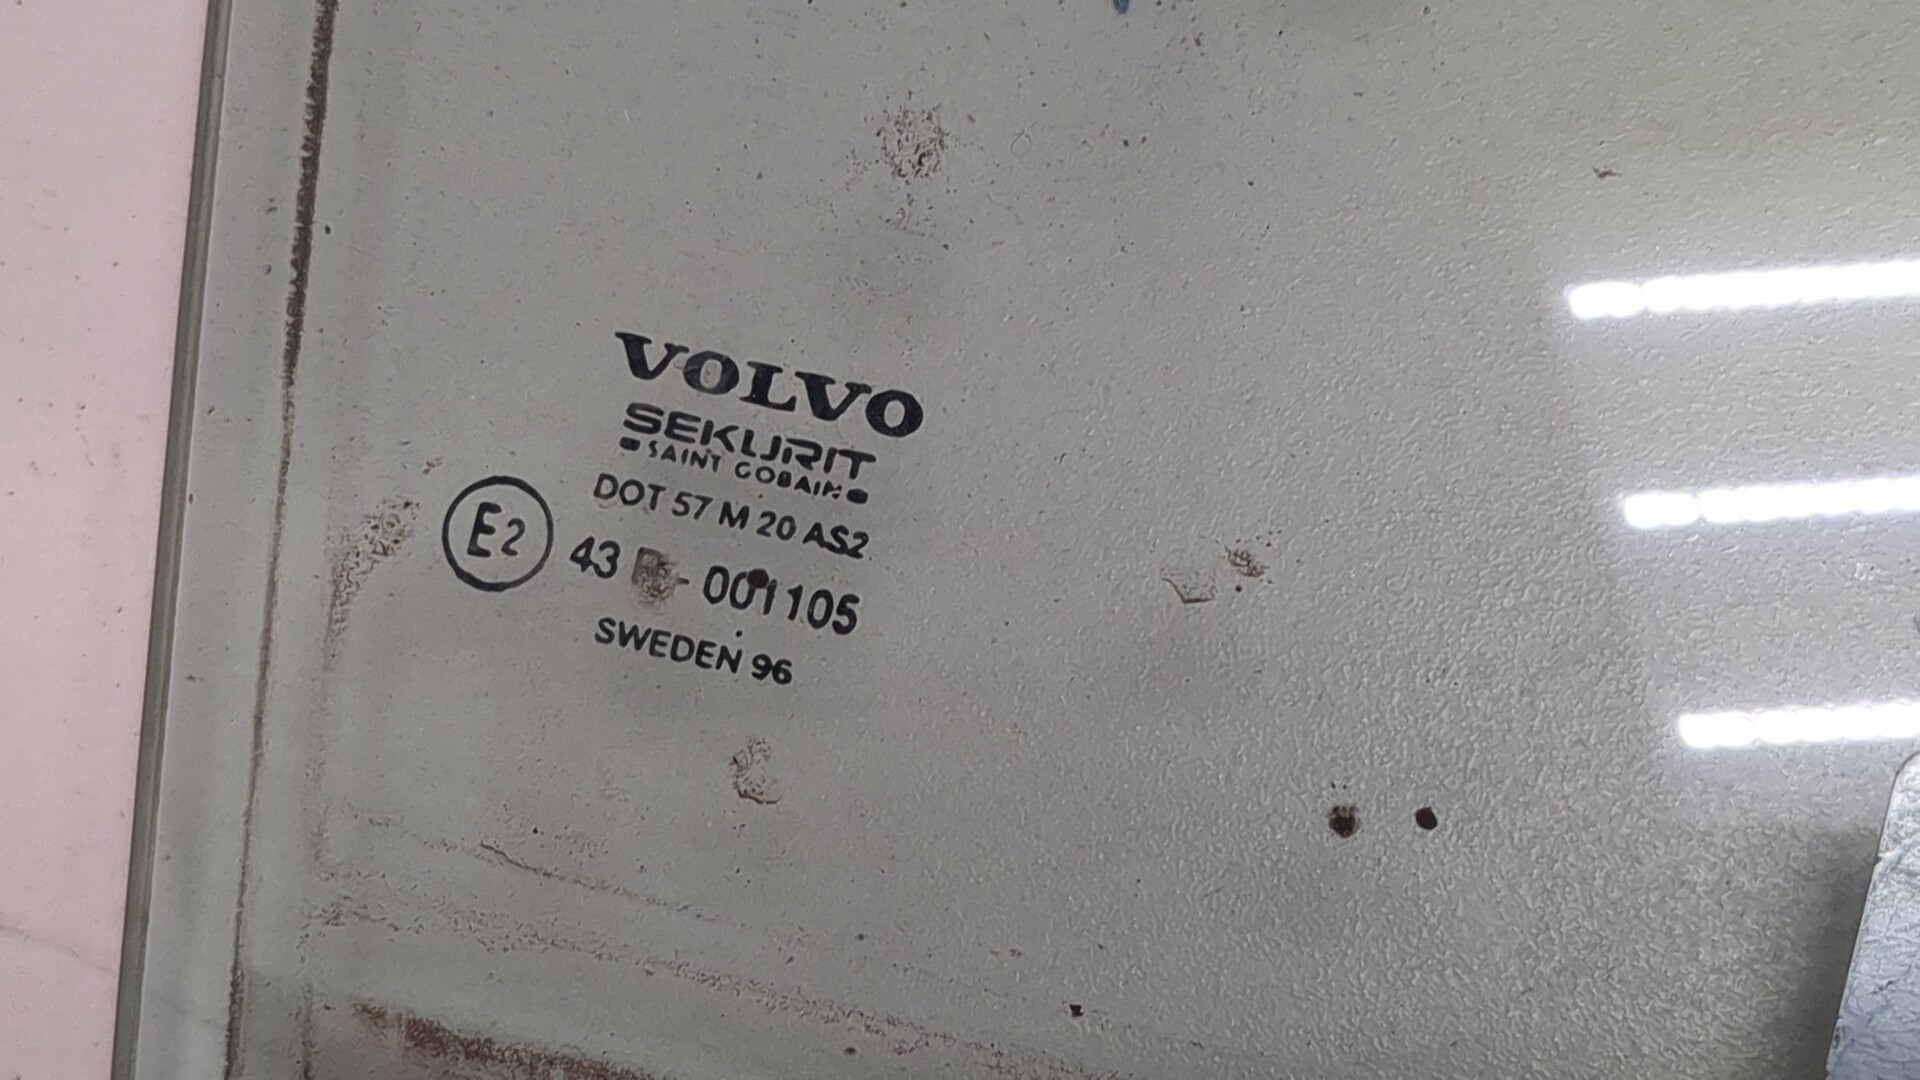 VOLVO
SEKURIT
SAINT GOBAIN
DOT 57 M 20 AS2
E2 43 R-001105
SWEDEN 96